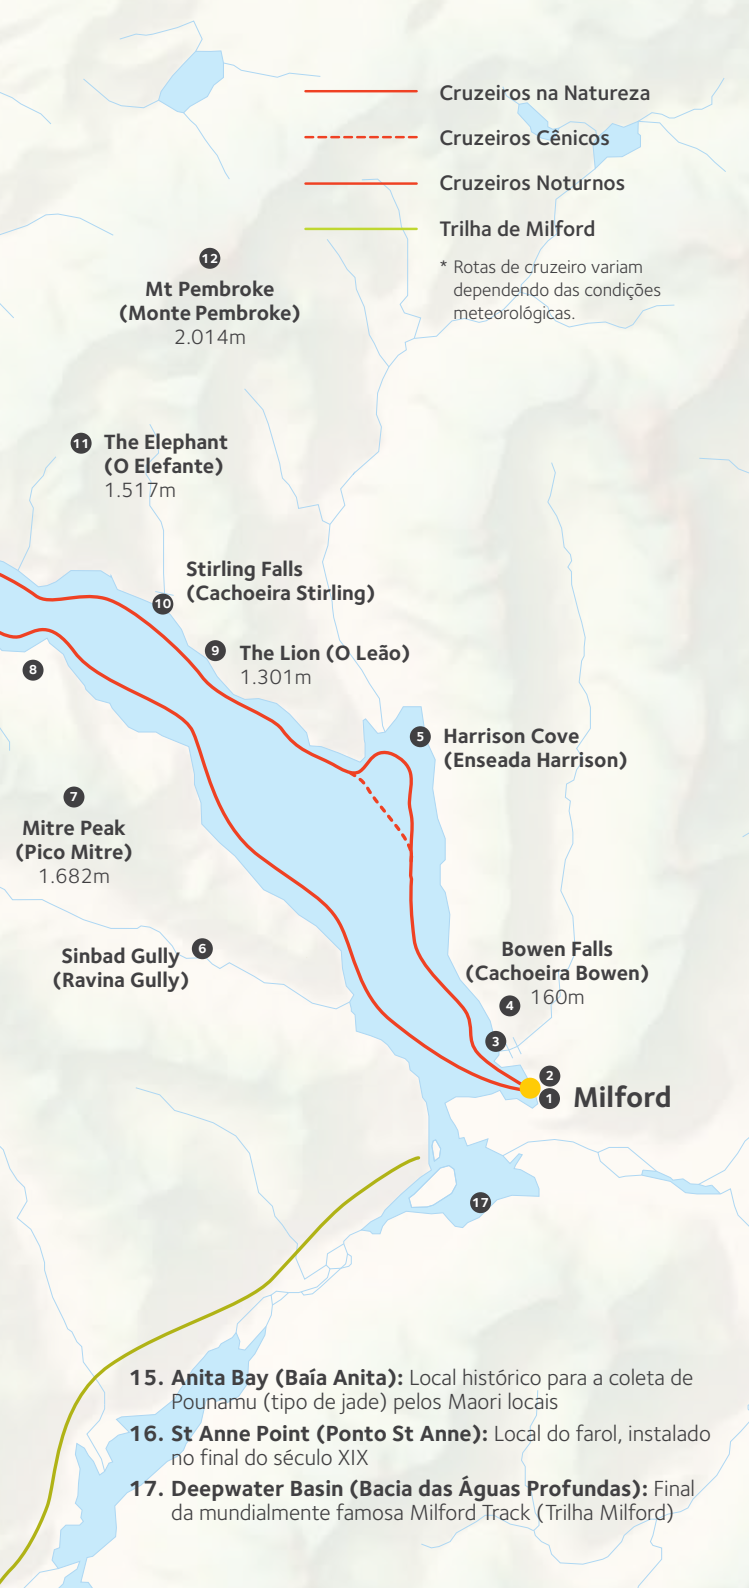 Cruzeiros na Natureza
Cruzeiros Cênicos
Cruzeiros Noturnos
Trilha de Milford
* Rotas de cruzeiro variam
dependendo das condições
meteorológicas.
12
Mt Pembroke
(Monte Pembroke)
2.014m
11 The Elephant
(O Elefante)
1.517m
Stirling Falls
(Cachoeira Stirling)
10
9 The Lion (O Leão)
1.301m
8
5 Harrison Cove
(Enseada Harrison)
7
Mitre Peak
(Pico Mitre)
1.682m
Sinbad Gully 6
(Ravina Gully)
Bowen Falls
(Cachoeira Bowen)
4 160m
3
2
1 Milford
17
15. Anita Bay (Baía Anita): Local histórico para a coleta de
Pounamu (tipo de jade) pelos Maori locais
16. St Anne Point (Ponto St Anne): Local do farol, instalado
no final do século XIX
17. Deepwater Basin (Bacia das Águas Profundas): Final
da mundialmente famosa Milford Track (Trilha Milford)